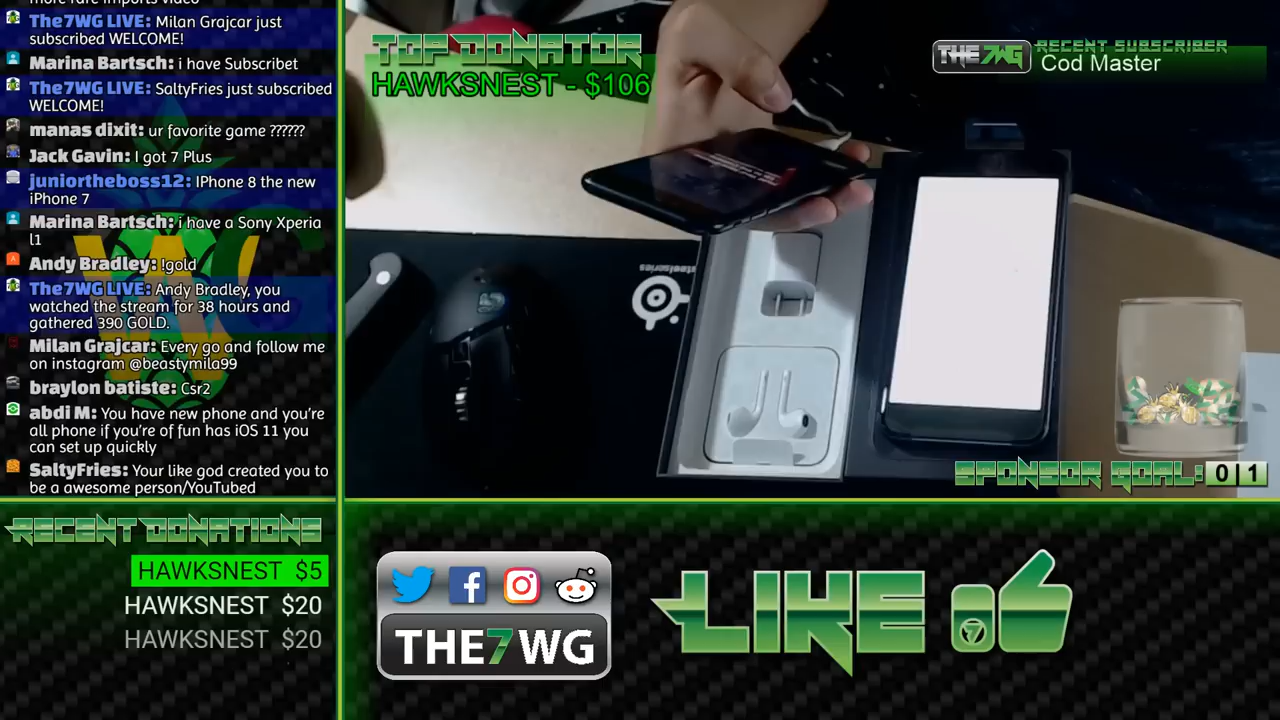 more rare imports video
The7WG LIVE: Milan Grajcar just
subscribed WELCOME!
Marina Bartsch: i have Subscribet
The7WG LIVE: SaltyFries just subscribed
WELCOME!
manas dixit: ur favorite game ??????
Jack Gavin: I got 7 Plus
juniortheboss12: IPhone 8 the new
iPhone 7
Marina Bartsch: i have a Sony Xperia
l1
Andy Bradley: !gold
The7WG LIVE: Andy Bradley, you
watched the stream for 38 hours and
gathered 390 GOLD.
Milan Grajcar: Every go and follow me
on instagram @beastymila99
braylon batiste: Csr2
abdi M: You have new phone and you're
all phone if you're of fun has iOS 11 you
can set up quickly
SaltyFries: Your like god created you to
be a awesome person/YouTubed
RECENT DONATIONS
HAWKSNEST $5
HAWKSNEST $20
HAWKSNEST $20
TOP DONATOR
HAWKSNEST - $106
THE7WG
RECENT SUBSCRIBER
Cod Master
steelseries
SPONSOR GOAL: 0 1
THE7WG
LIKE
7